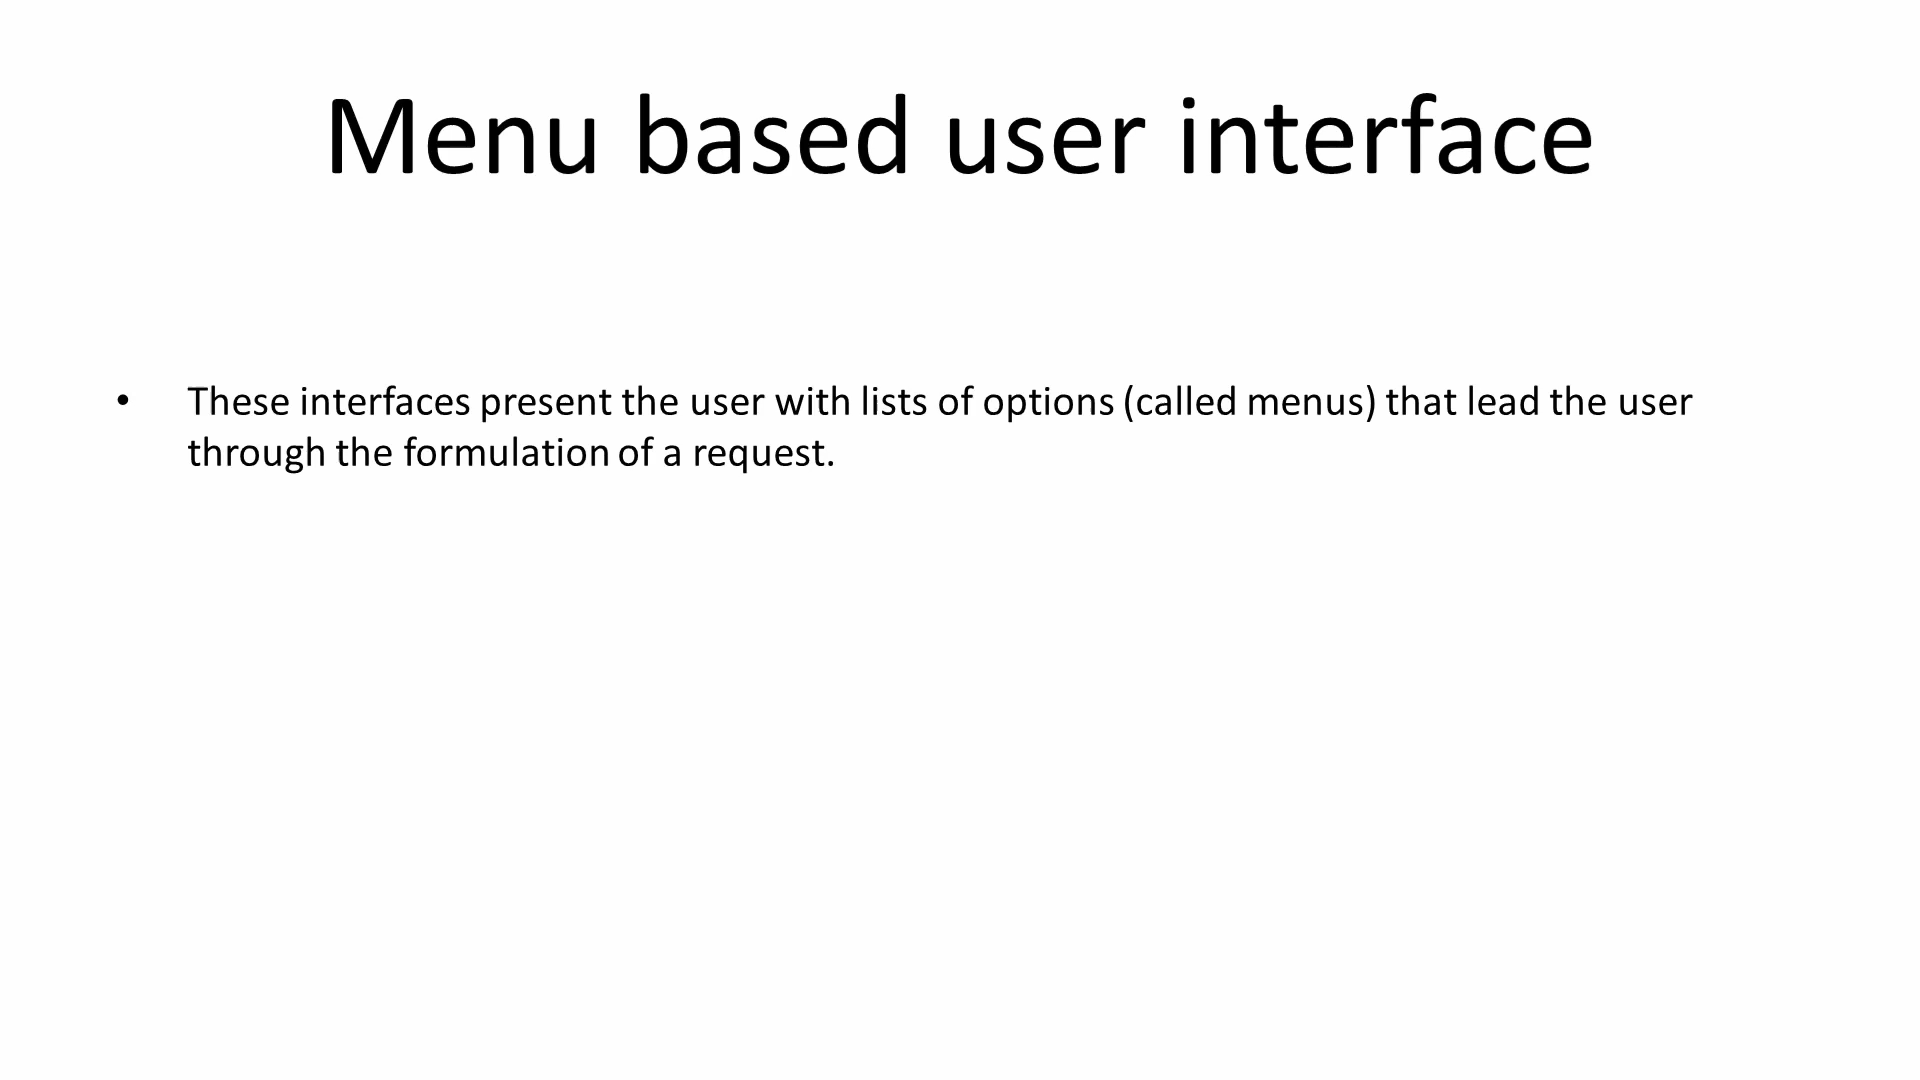 Menu based user interface
• These interfaces present the user with lists of options (called menus) that lead the user
through the formulation of a request.